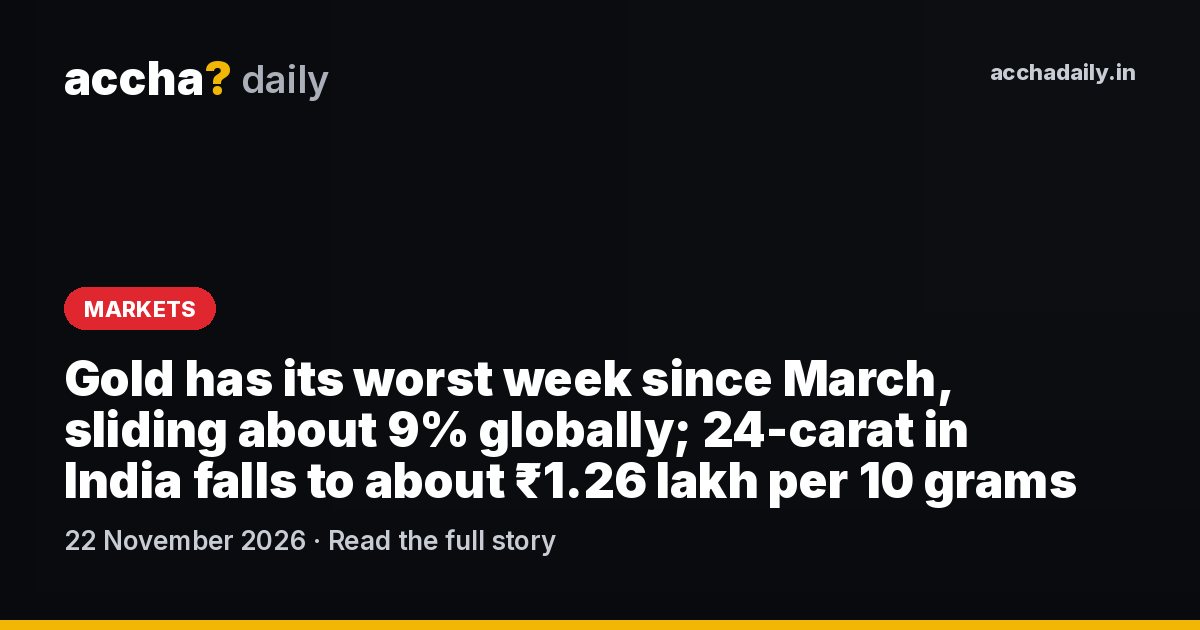 accha? daily
acchadaily.in
MARKETS
Gold has its worst week since March,
sliding about 9% globally; 24-carat in
India falls to about ₹1.26 lakh per 10 grams
22 November 2026 · Read the full story